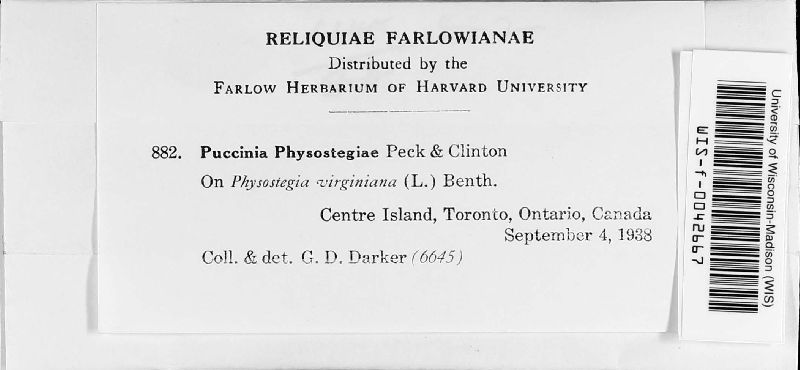 RELIQUIAE FARLOWIANAE
Distributed by the
FARLOW HERBARIUM OF HARVARD UNIVERSITY
882. Puccinia Physostegiae Peck & Clinton
On Physostegia virginiana (L.) Benth.
Centre Island, Toronto, Ontario, Canada
September 4, 1938
Coll. & det. G. D. Darker (6645)
University of Wisconsin-Madison (WIS)
WIS-f-0042667